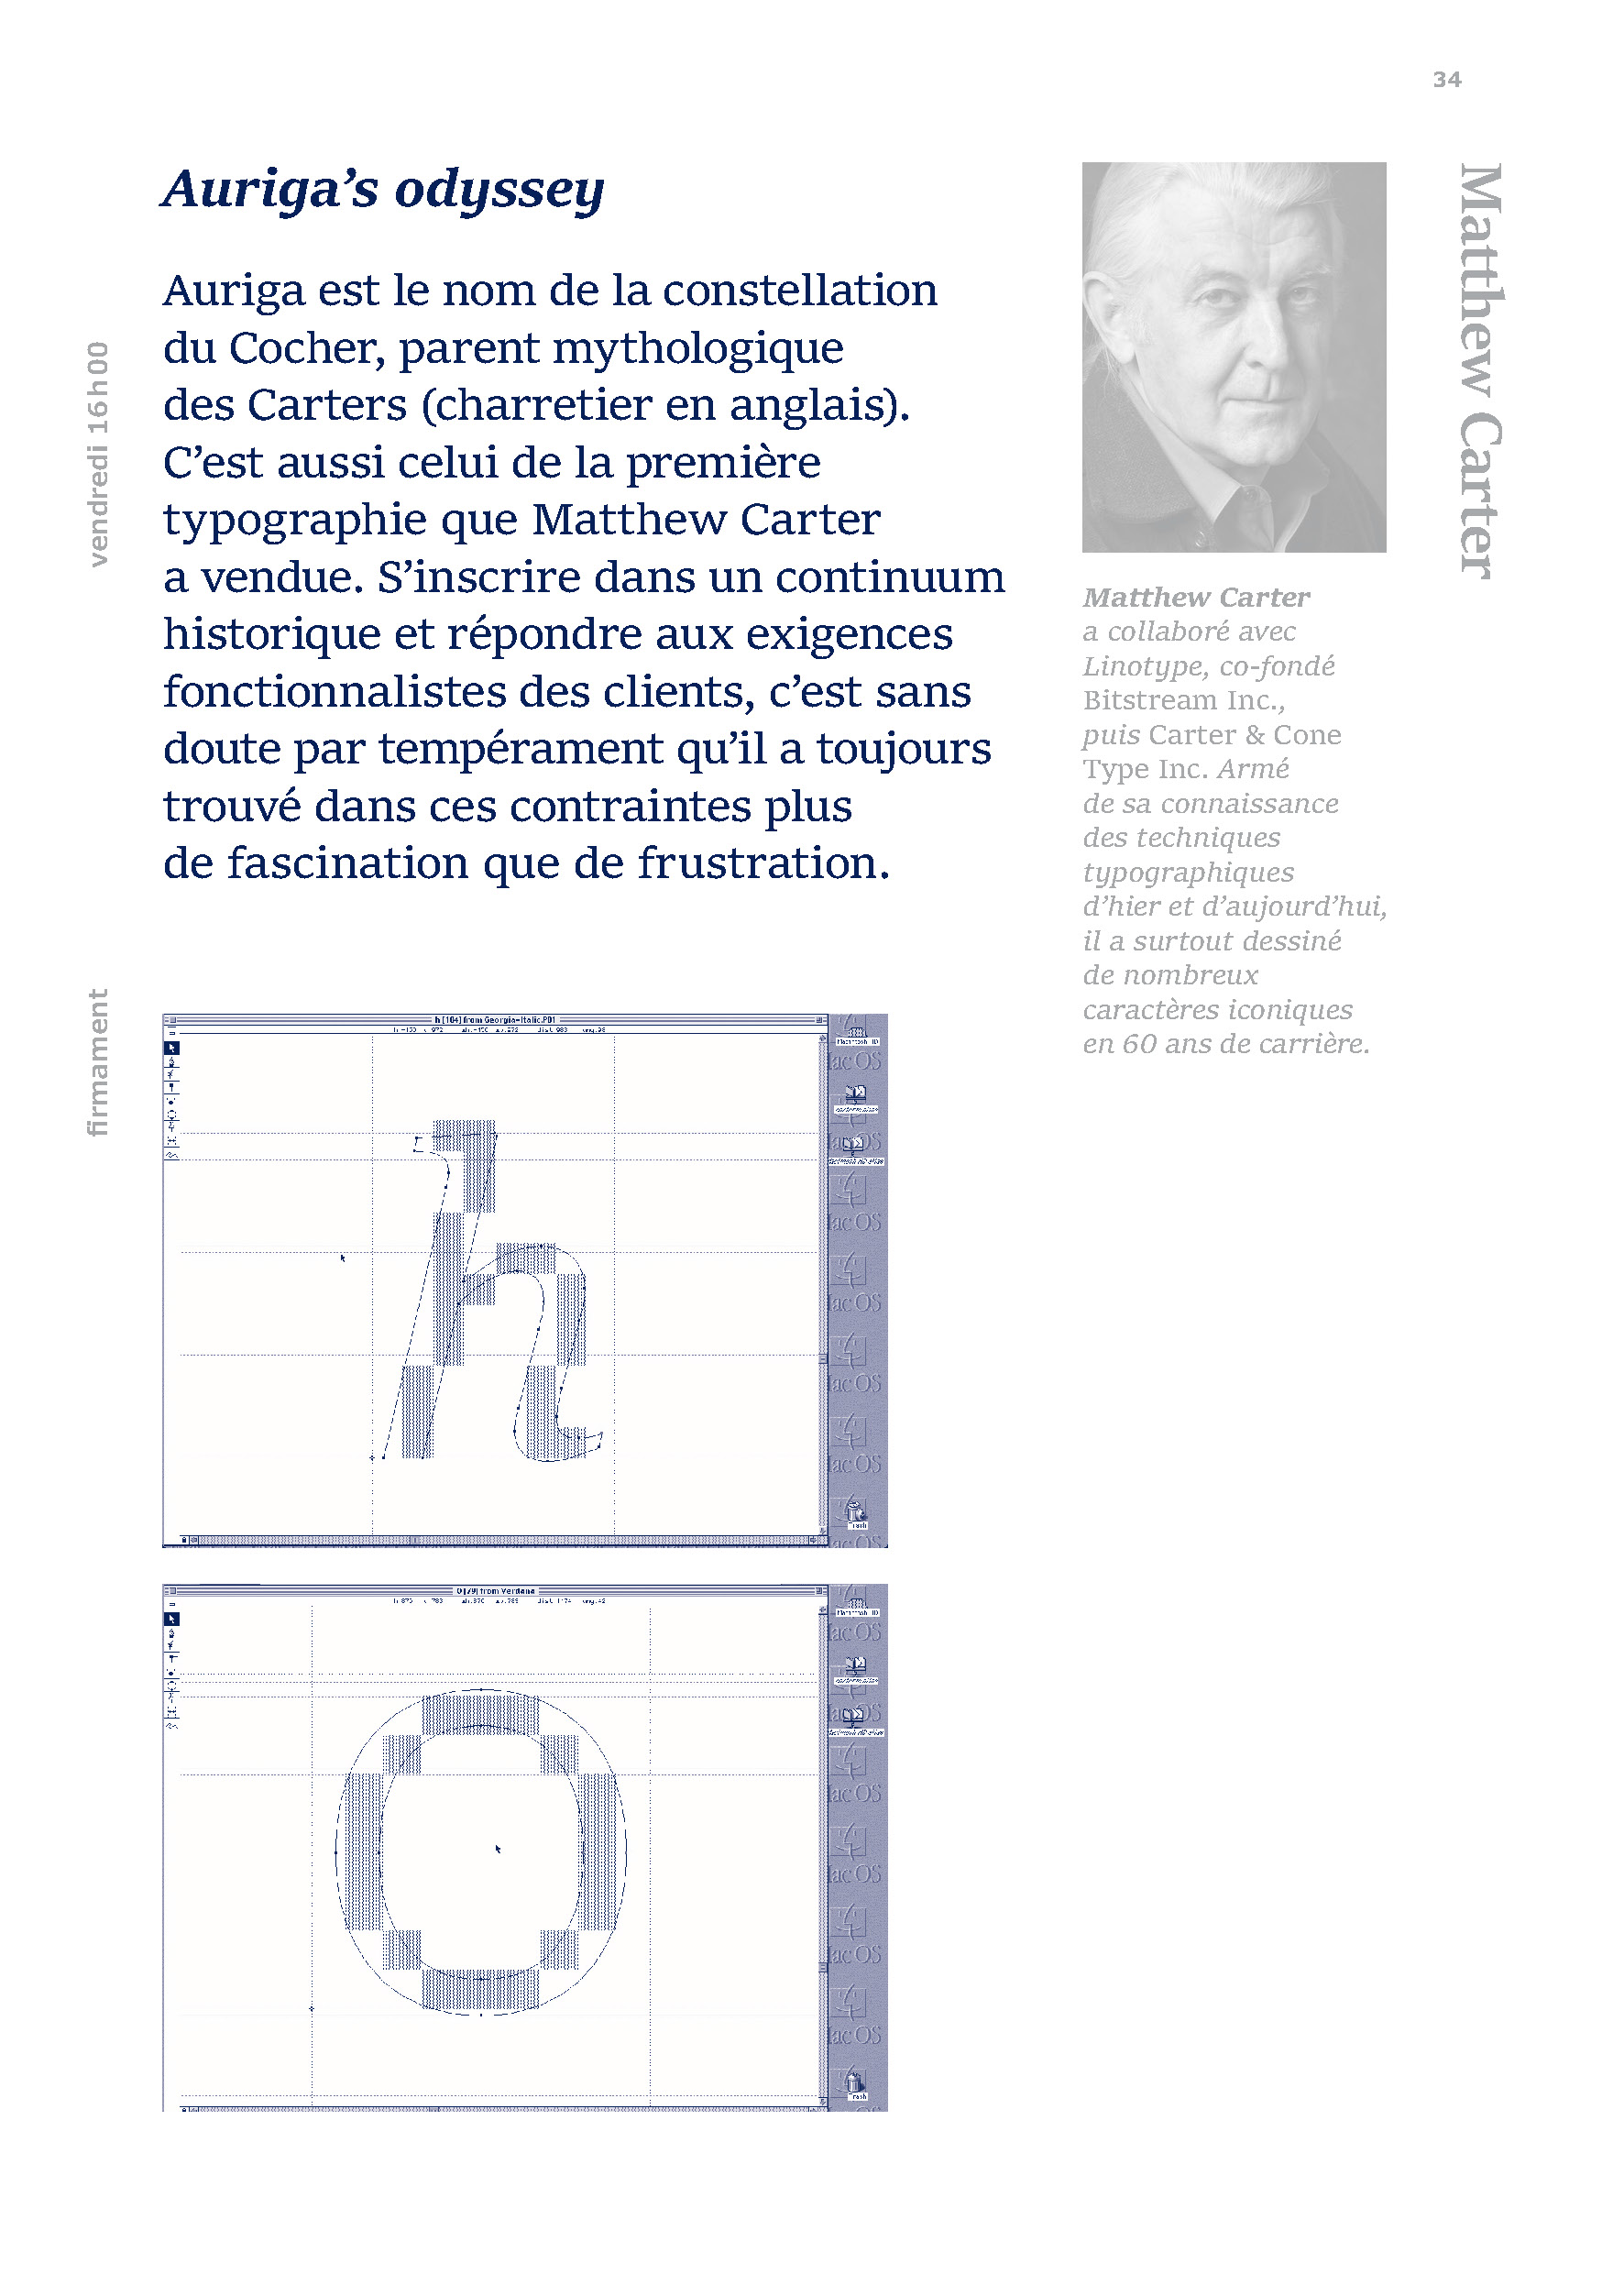 34
Matthew Carter
vendredi 16h00
firmament
Auriga’s odyssey
Auriga est le nom de la constellation
du Cocher, parent mythologique
des Carters (charretier en anglais).
C’est aussi celui de la première
typographie que Matthew Carter
a vendue. S’inscrire dans un continuum
historique et répondre aux exigences
fonctionnalistes des clients, c’est sans
doute par tempérament qu’il a toujours
trouvé dans ces contraintes plus
de fascination que de frustration.
Matthew Carter
a collaboré avec
Linotype, co-fondé
Bitstream Inc.,
puis Carter & Cone
Type Inc. Armé
de sa connaissance
des techniques
typographiques
d’hier et d’aujourd’hui,
il a surtout dessiné
de nombreux
caractères iconiques
en 60 ans de carrière.
h [104] from Georgia-Italic.PB1
Macintosh HD
Mac OS
Trash
O [79] from Verdana
Macintosh HD
Mac OS
Trash